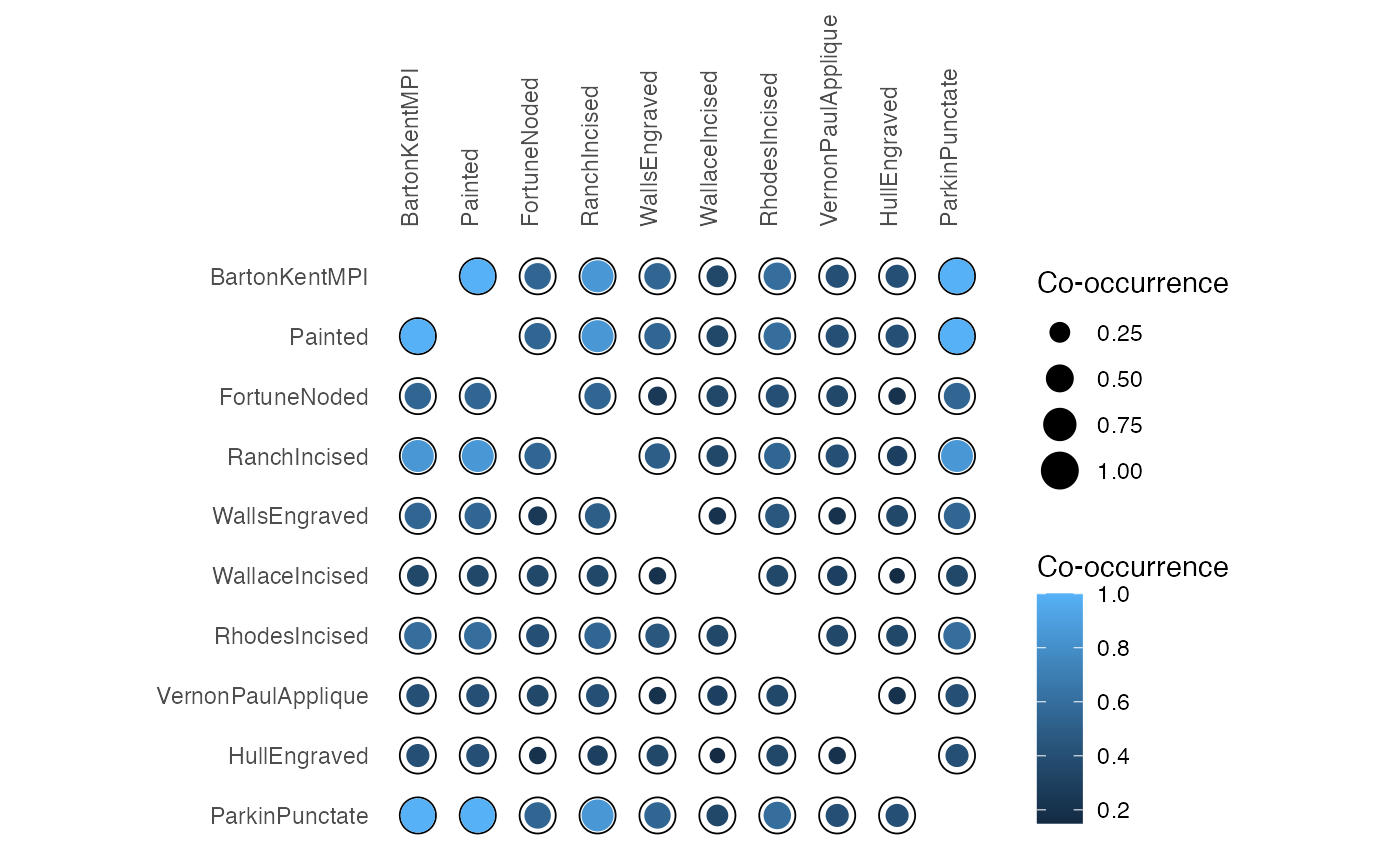 BartonKentMPI
Painted
FortuneNoded
RanchIncised
WallsEngraved
WallaceIncised
RhodesIncised
VernonPaulApplique
HullEngraved
ParkinPunctate
BartonKentMPI
Painted
FortuneNoded
RanchIncised
WallsEngraved
WallaceIncised
RhodesIncised
VernonPaulApplique
HullEngraved
ParkinPunctate
Co-occurrence
0.25
0.50
0.75
1.00
Co-occurrence
1.0
0.8
0.6
0.4
0.2